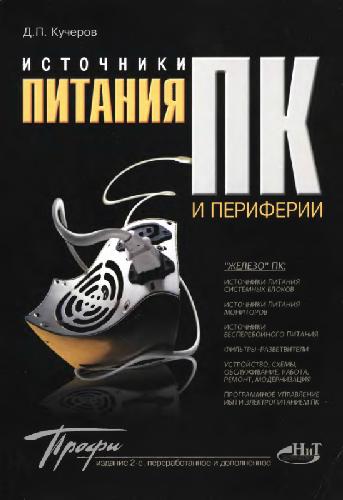 Д.П. Кучеров
ИСТОЧНИКИ
ПИТАНИЯ
ПК
И ПЕРИФЕРИИ
"ЖЕЛЕЗО" ПК:
ИСТОЧНИКИ ПИТАНИЯ
СИСТЕМНЫХ БЛОКОВ
ИСТОЧНИКИ ПИТАНИЯ
МОНИТОРОВ
ИСТОЧНИКИ
БЕСПЕРЕБОЙНОГО ПИТАНИЯ
ФИЛЬТРЫ-РАЗВЕТВИТЕЛИ
УСТРОЙСТВО, СХЕМЫ,
ОБСЛУЖИВАНИЕ, РАБОТА,
РЕМОНТ, МОДЕРНИЗАЦИЯ
ПРОГРАММНОЕ УПРАВЛЕНИЕ
ИБП И ЭЛЕКТРОПИТАНИЕМ ПК
Профи
издание 2-е, переработанное и дополненное
НиТ